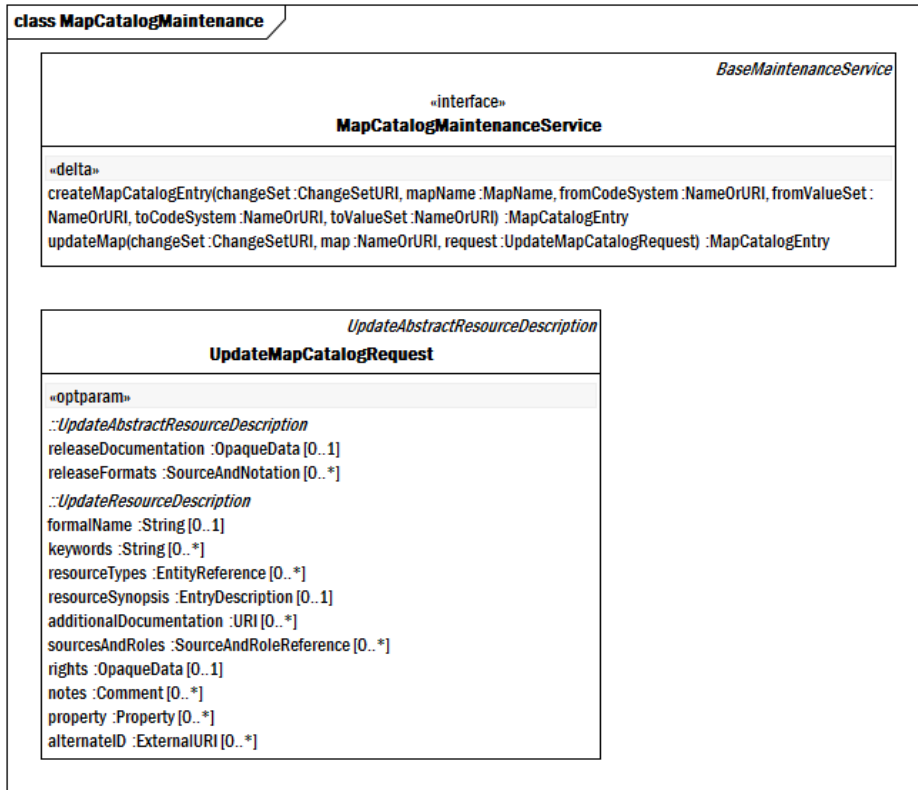 class MapCatalogMaintenance
BaseMaintenanceService
«interface»
MapCatalogMaintenanceService
«delta»
createMapCatalogEntry(changeSet :ChangeSetURI, mapName :MapName, fromCodeSystem :NameOrURI, fromValueSet :
NameOrURI, toCodeSystem :NameOrURI, toValueSet :NameOrURI) :MapCatalogEntry
updateMap(changeSet :ChangeSetURI, map :NameOrURI, request :UpdateMapCatalogRequest) :MapCatalogEntry
UpdateAbstractResourceDescription
UpdateMapCatalogRequest
«optparam»
::UpdateAbstractResourceDescription
releaseDocumentation :OpaqueData [0..1]
releaseFormats :SourceAndNotation [0..*]
::UpdateResourceDescription
formalName :String [0..1]
keywords :String [0..*]
resourceTypes :EntityReference [0..*]
resourceSynopsis :EntryDescription [0..1]
additionalDocumentation :URI [0..*]
sourcesAndRoles :SourceAndRoleReference [0..*]
rights :OpaqueData [0..1]
notes :Comment [0..*]
property :Property [0..*]
alternateID :ExternalURI [0..*]